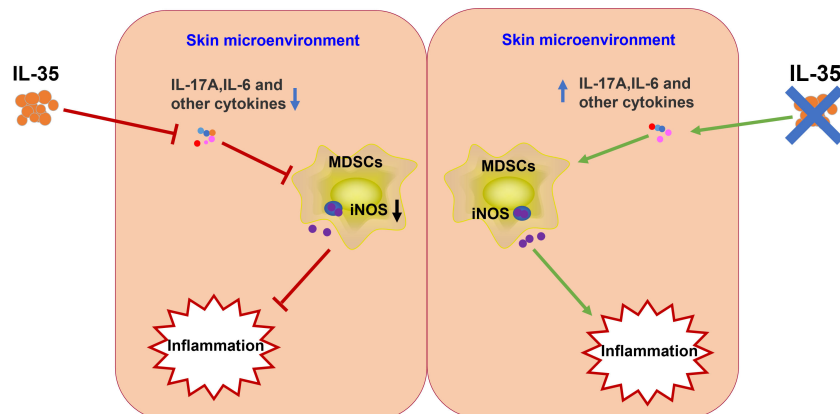 Skin microenvironment
IL-35
IL-17A,IL-6 and
other cytokines
MDSCs
iNOS
Inflammation
Skin microenvironment
IL-35
IL-17A,IL-6 and
other cytokines
MDSCs
iNOS
Inflammation